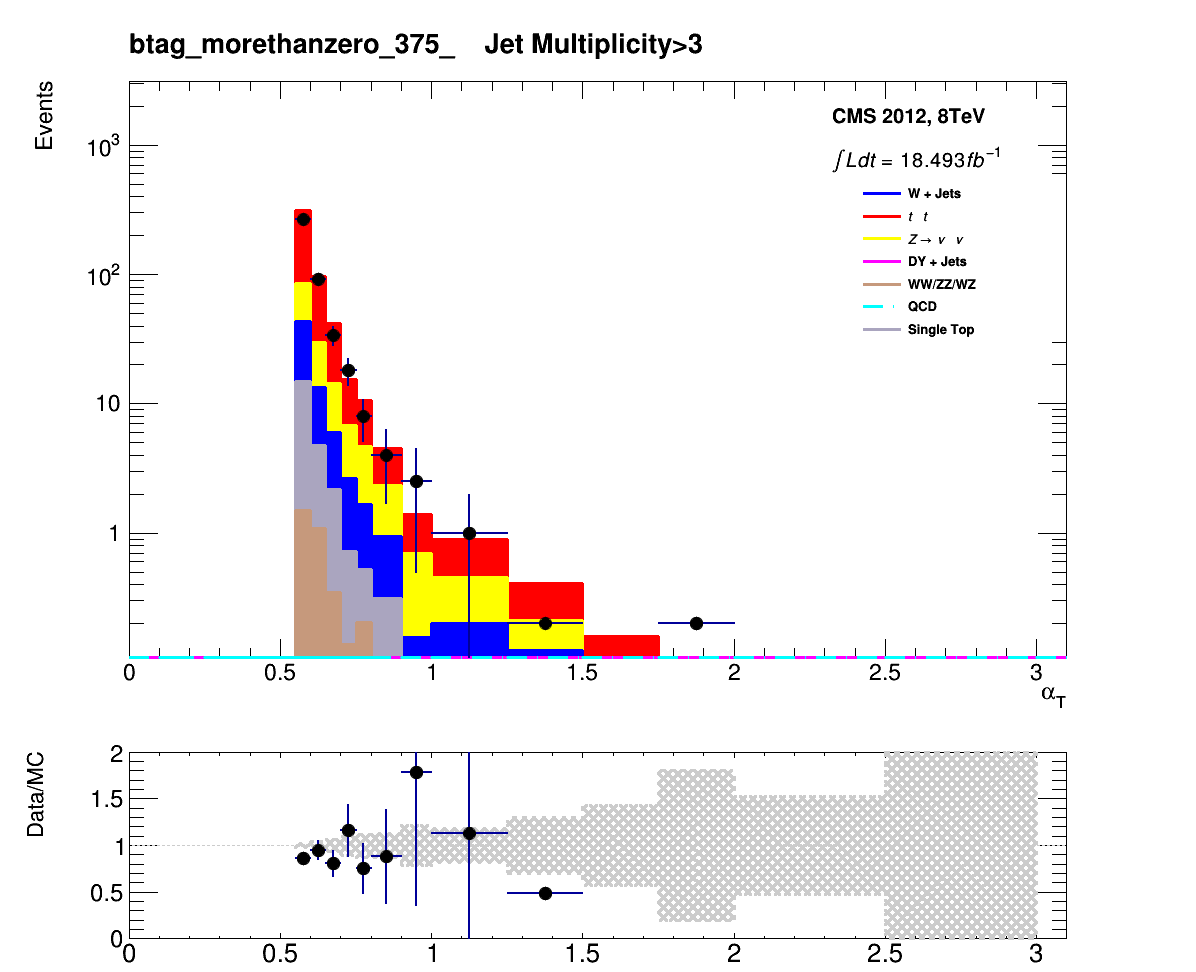 btag_morethanzero_375_ Jet Multiplicity>3
Events
CMS 2012, 8TeV
∫Ldt = 18.493fb⁻¹
W + Jets
t t
Z→ ν ν
DY + Jets
WW/ZZ/WZ
QCD
Single Top
10³
10²
10
1
0 0.5 1 1.5 2 2.5 3
α_T
Data/MC
2
1.5
1
0.5
0
0 0.5 1 1.5 2 2.5 3